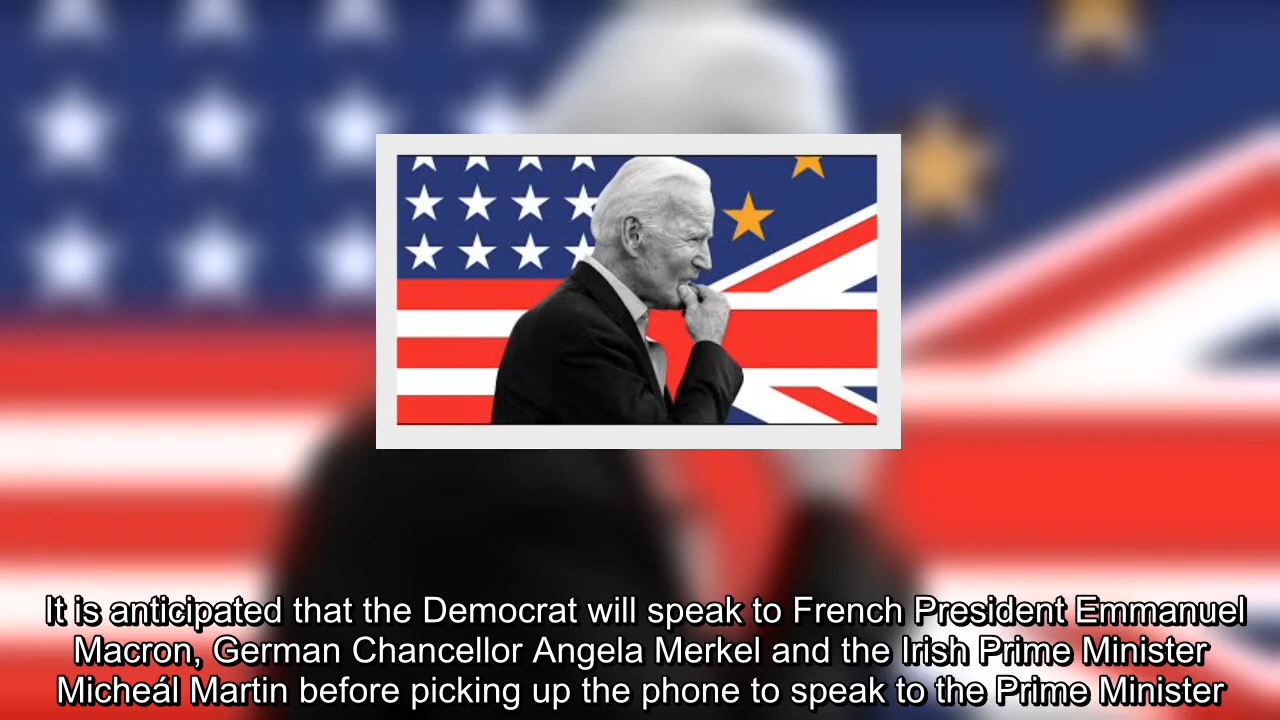 It is anticipated that the Democrat will speak to French President Emmanuel
Macron, German Chancellor Angela Merkel and the Irish Prime Minister
Micheál Martin before picking up the phone to speak to the Prime Minister